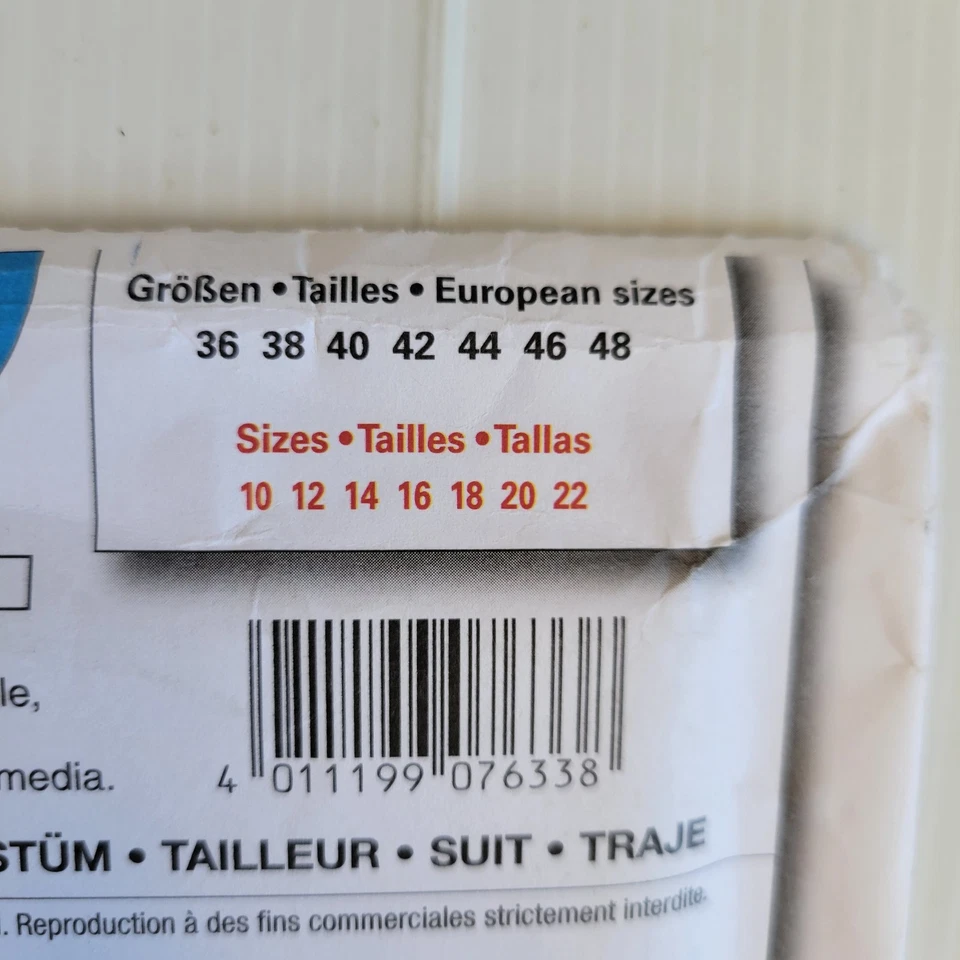 Größen • Tailles • European sizes
36 38 40 42 44 46 48
Sizes • Tailles • Tallas
10 12 14 16 18 20 22
le,
media.
4 011199 076338
STÜM • TAILLEUR • SUIT • TRAJE
. Reproduction à des fins commerciales strictement interdite.